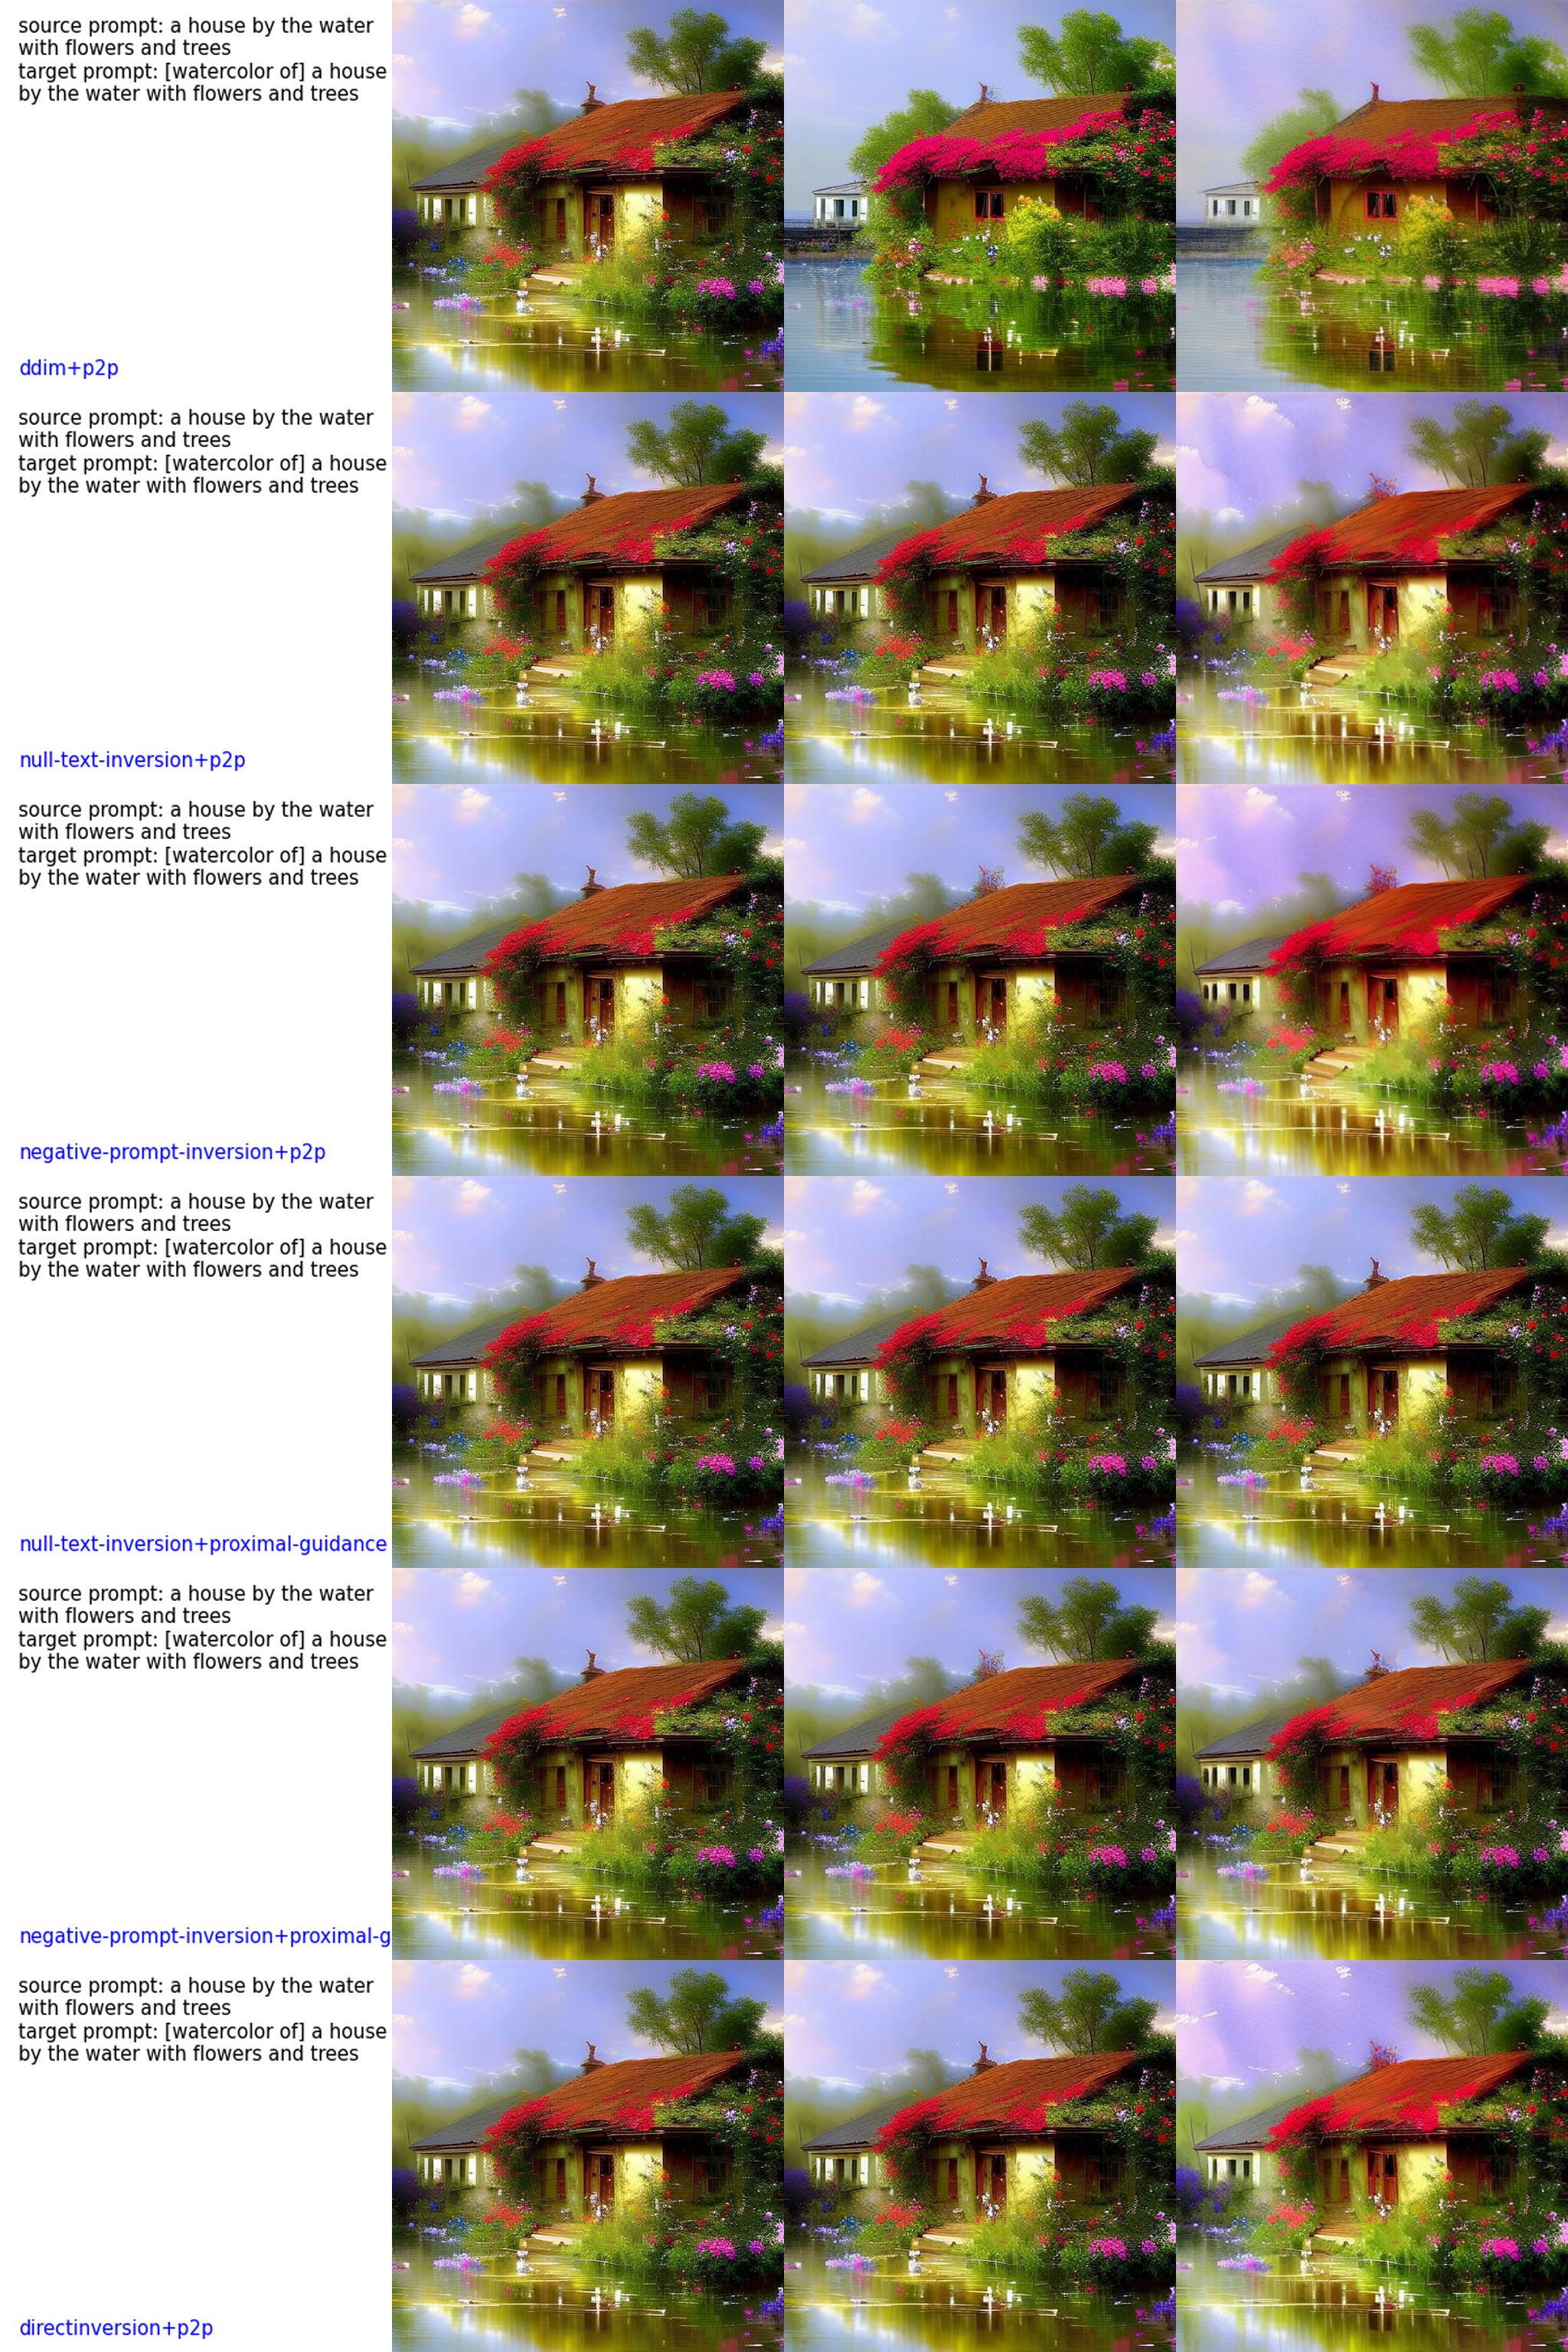 source prompt: a house by the water
with flowers and trees
target prompt: [watercolor of] a house
by the water with flowers and trees
ddim+p2p
source prompt: a house by the water
with flowers and trees
target prompt: [watercolor of] a house
by the water with flowers and trees
null-text-inversion+p2p
source prompt: a house by the water
with flowers and trees
target prompt: [watercolor of] a house
by the water with flowers and trees
negative-prompt-inversion+p2p
source prompt: a house by the water
with flowers and trees
target prompt: [watercolor of] a house
by the water with flowers and trees
null-text-inversion+proximal-guidance
source prompt: a house by the water
with flowers and trees
target prompt: [watercolor of] a house
by the water with flowers and trees
negative-prompt-inversion+proximal-g
source prompt: a house by the water
with flowers and trees
target prompt: [watercolor of] a house
by the water with flowers and trees
directinversion+p2p